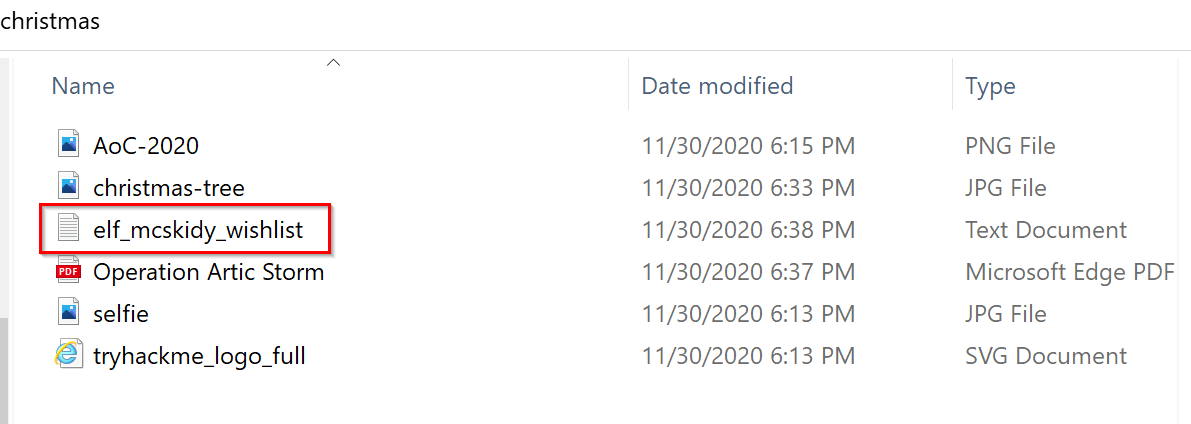 christmas
Name Date modified Type
AoC-2020 11/30/2020 6:15 PM PNG File
christmas-tree 11/30/2020 6:33 PM JPG File
elf_mcskidy_wishlist 11/30/2020 6:38 PM Text Document
PDF Operation Artic Storm 11/30/2020 6:37 PM Microsoft Edge PDF
selfie 11/30/2020 6:13 PM JPG File
tryhackme_logo_full 11/30/2020 6:13 PM SVG Document